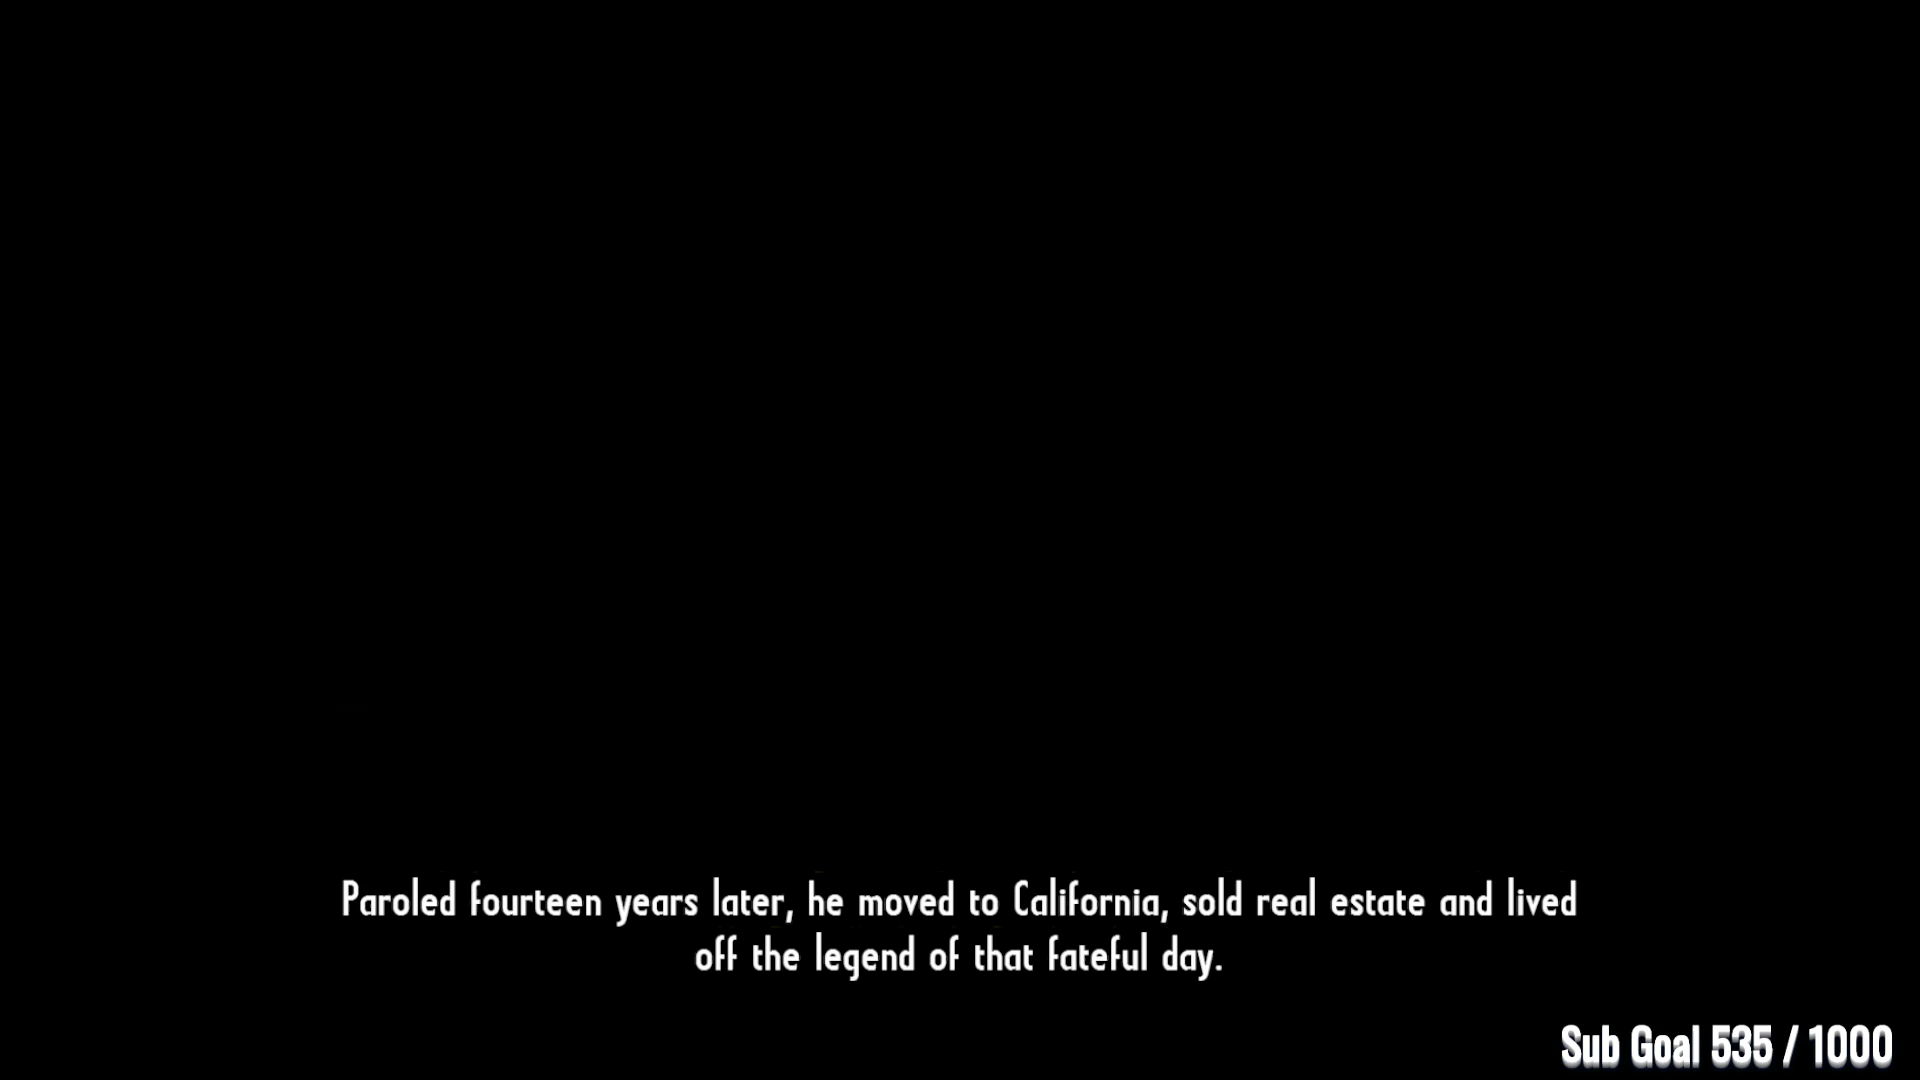 Paroled fourteen years later, he moved to California, sold real estate and lived
off the legend of that fateful day.
Sub Goal 535 / 1000